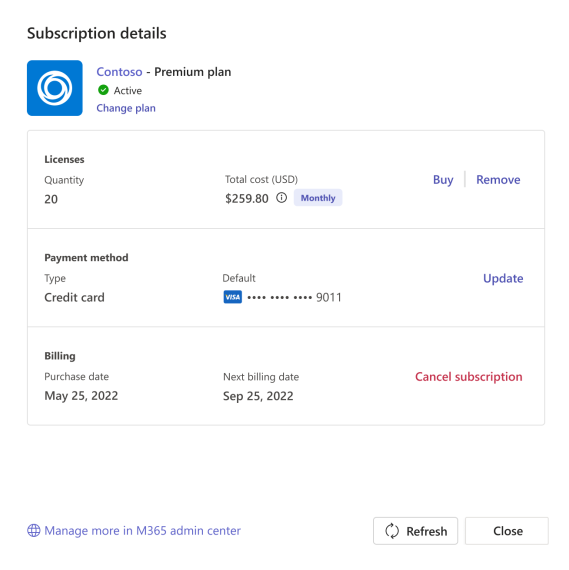 Subscription details
Contoso - Premium plan
Active
Change plan
Licenses
Quantity Total cost (USD) Buy Remove
20 $259.80 Monthly
Payment method
Type Default Update
Credit card VISA •••• •••• •••• 9011
Billing
Purchase date Next billing date Cancel subscription
May 25, 2022 Sep 25, 2022
Manage more in M365 admin center Refresh Close